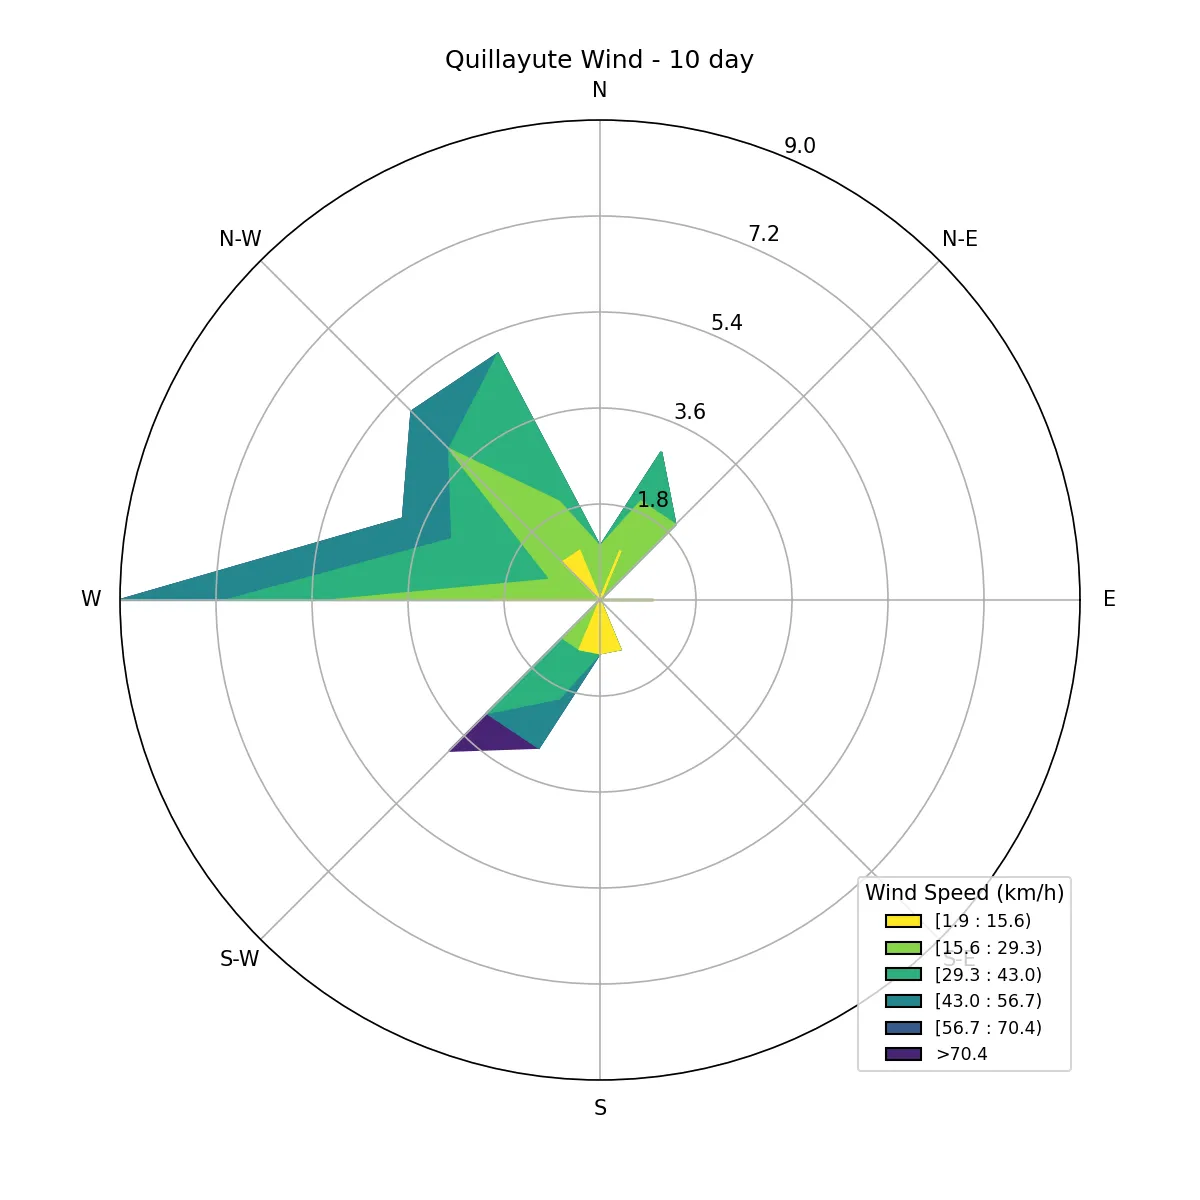 Quillayute Wind - 10 day
N
9.0
N-W
7.2
N-E
5.4
3.6
1.8
W
E
S-W
S-E
S
Wind Speed (km/h)
[1.9 : 15.6)
[15.6 : 29.3)
[29.3 : 43.0)
[43.0 : 56.7)
[56.7 : 70.4)
>70.4